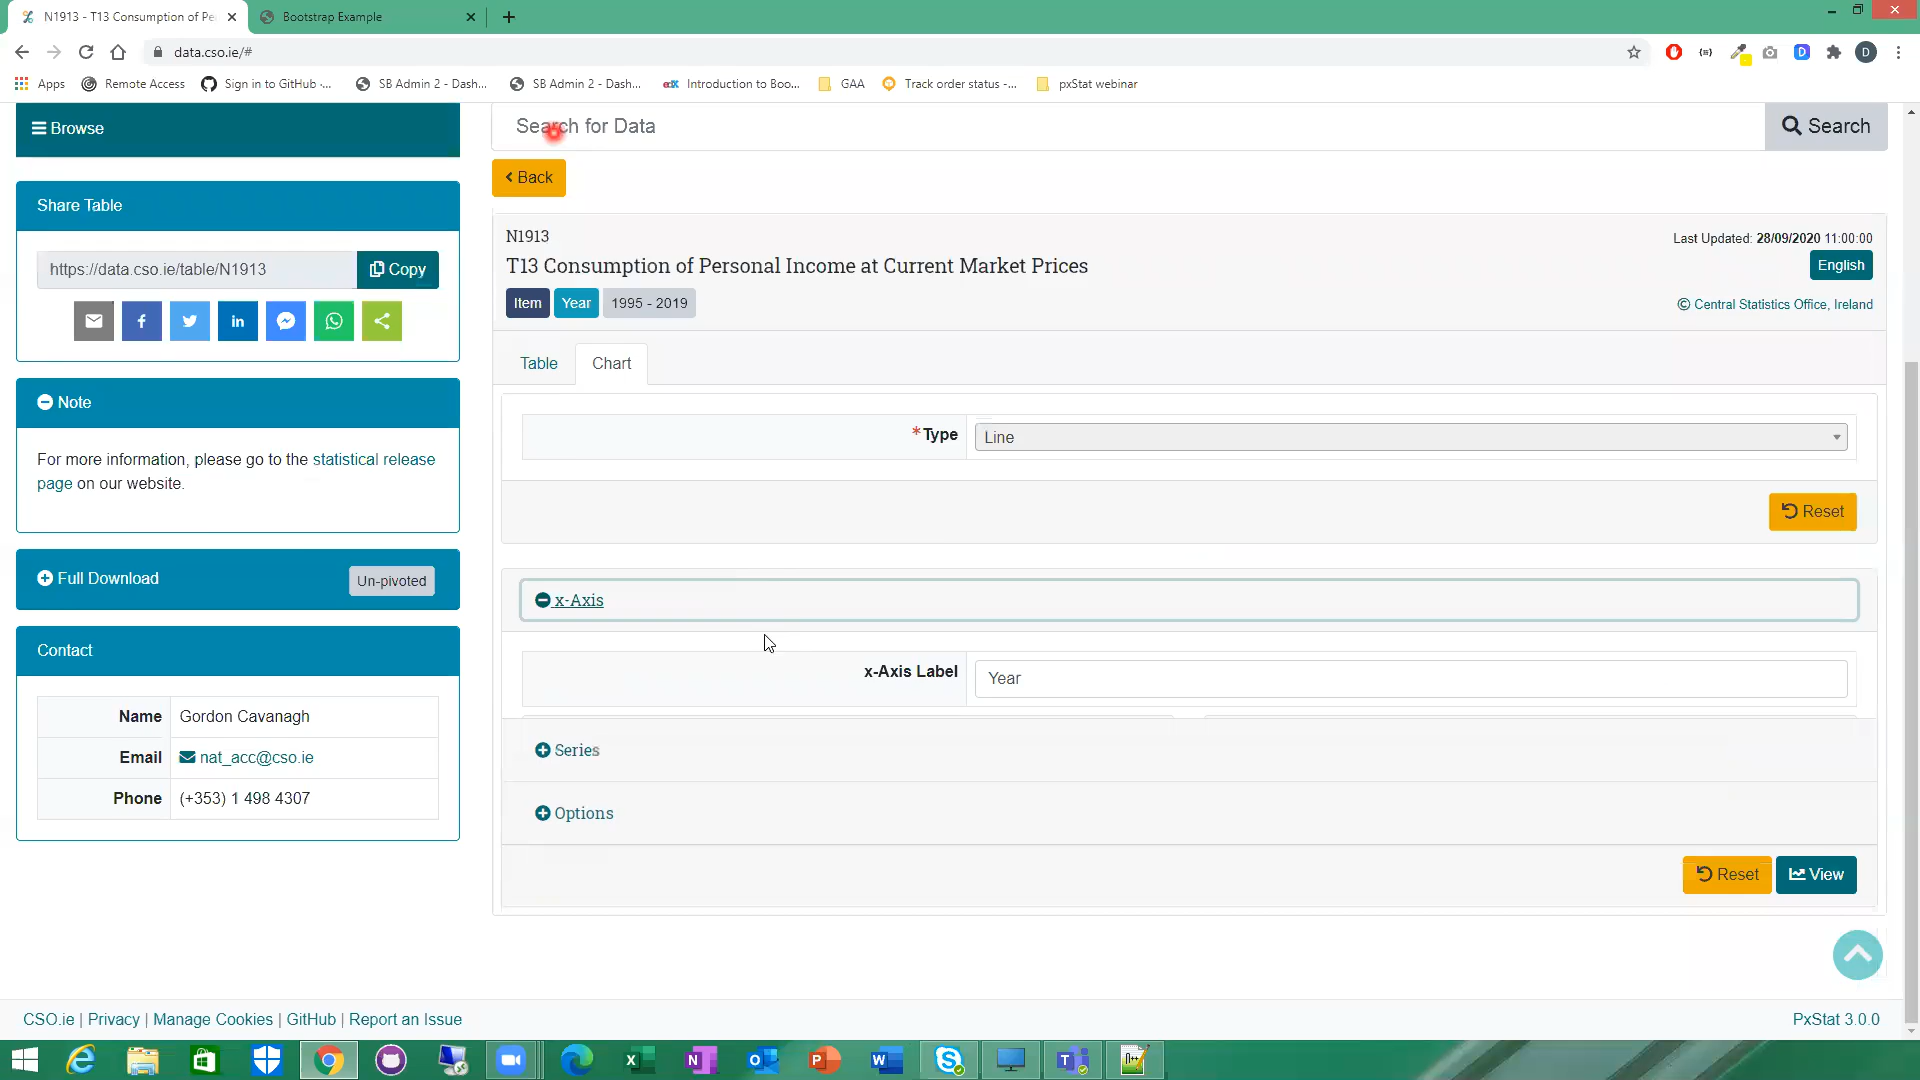 N1913 - T13 Consumption of Pe
Bootstrap Example
data.cso.ie/#
Apps
Remote Access
Sign in to GitHub ·...
SB Admin 2 - Dash...
SB Admin 2 - Dash...
edX Introduction to Boo...
GAA
Track order status -...
pxStat webinar
Browse
Search for Data
Search
Back
Share Table
https://data.cso.ie/table/N1913
Copy
N1913
T13 Consumption of Personal Income at Current Market Prices
Item
Year
1995 - 2019
Last Updated: 28/09/2020 11:00:00
English
© Central Statistics Office, Ireland
Table
Chart
Note
For more information, please go to the statistical release
page on our website.
*Type
Line
Reset
Full Download
Un-pivoted
x-Axis
x-Axis Label
Year
Contact
Name Gordon Cavanagh
Email nat_acc@cso.ie
Phone (+353) 1 498 4307
Series
Options
Reset
View
CSO.ie | Privacy | Manage Cookies | GitHub | Report an Issue
PxStat 3.0.0